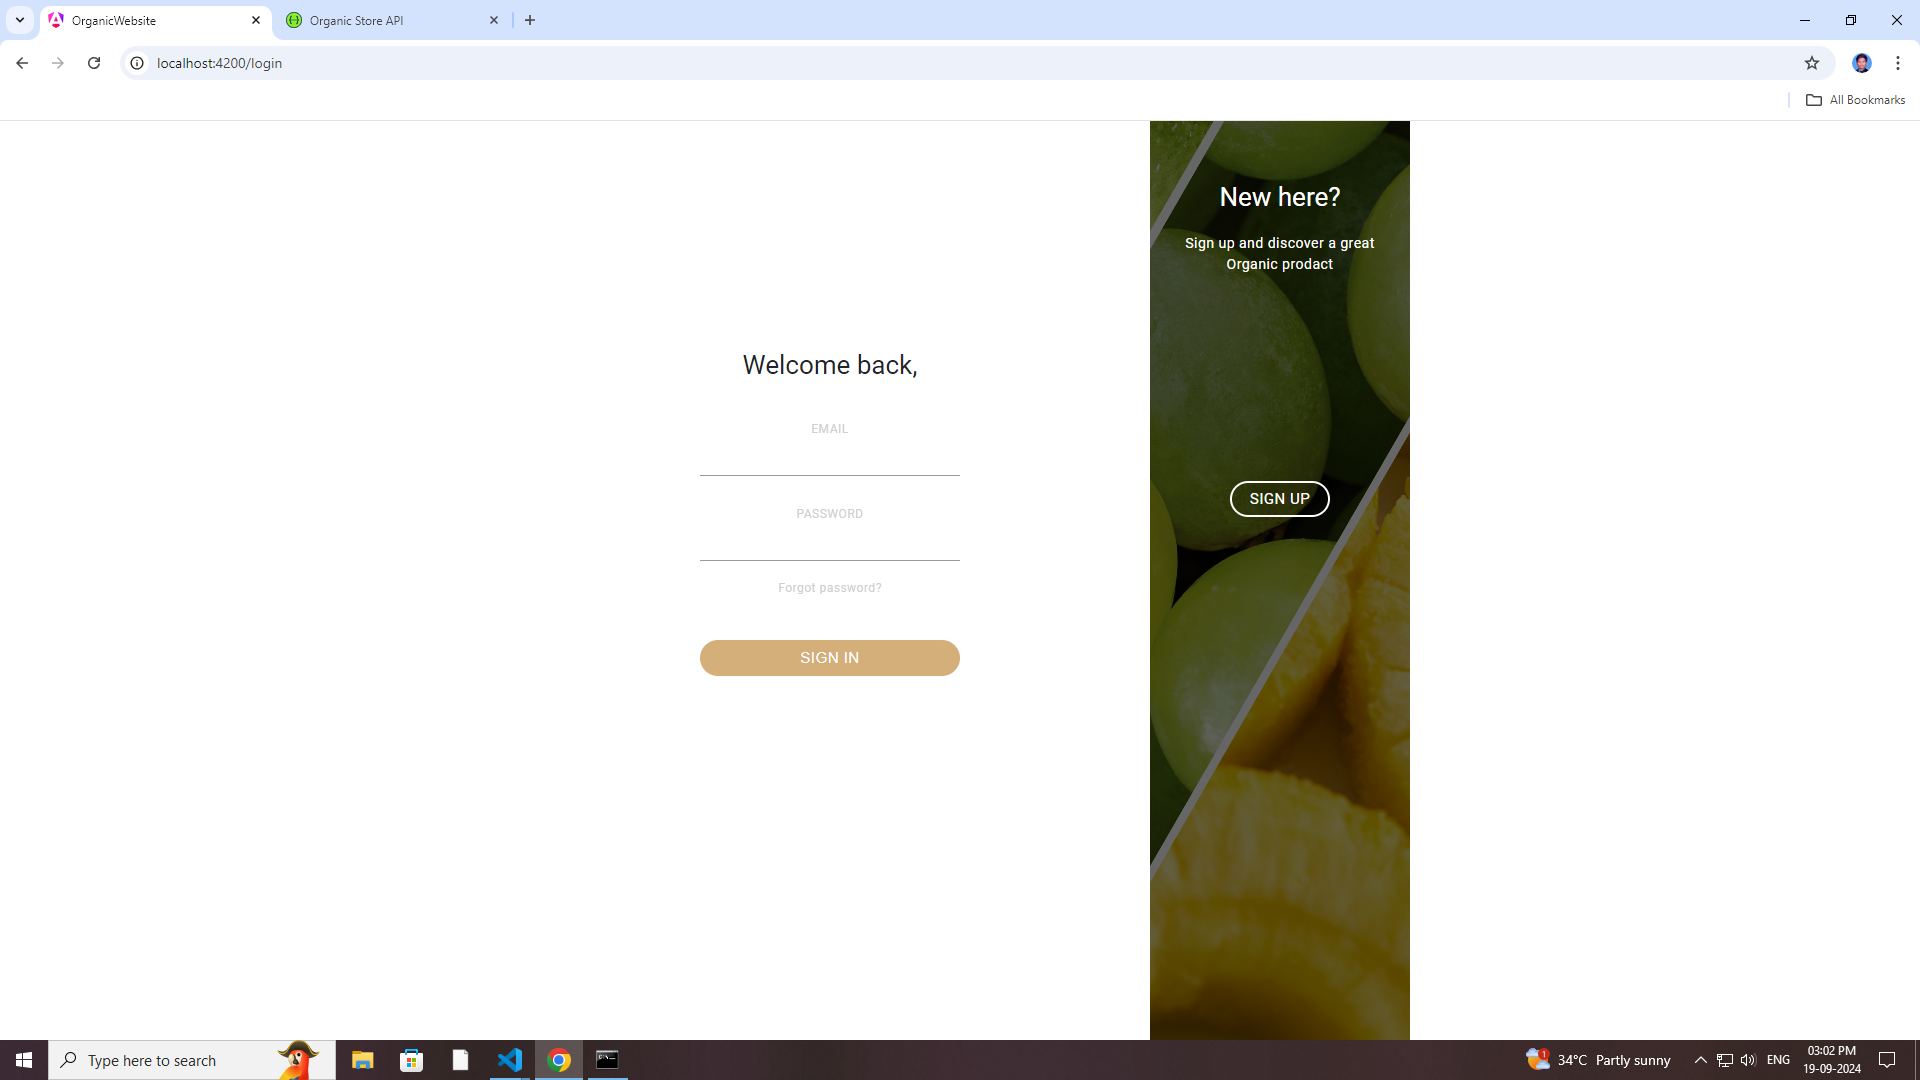 OrganicWebsite
Organic Store API
localhost:4200/login
All Bookmarks
New here?
Sign up and discover a great
Organic prodact
Welcome back,
EMAIL
SIGN UP
PASSWORD
Forgot password?
SIGN IN
Type here to search
1
34°C Partly sunny
ENG
03:02 PM
19-09-2024